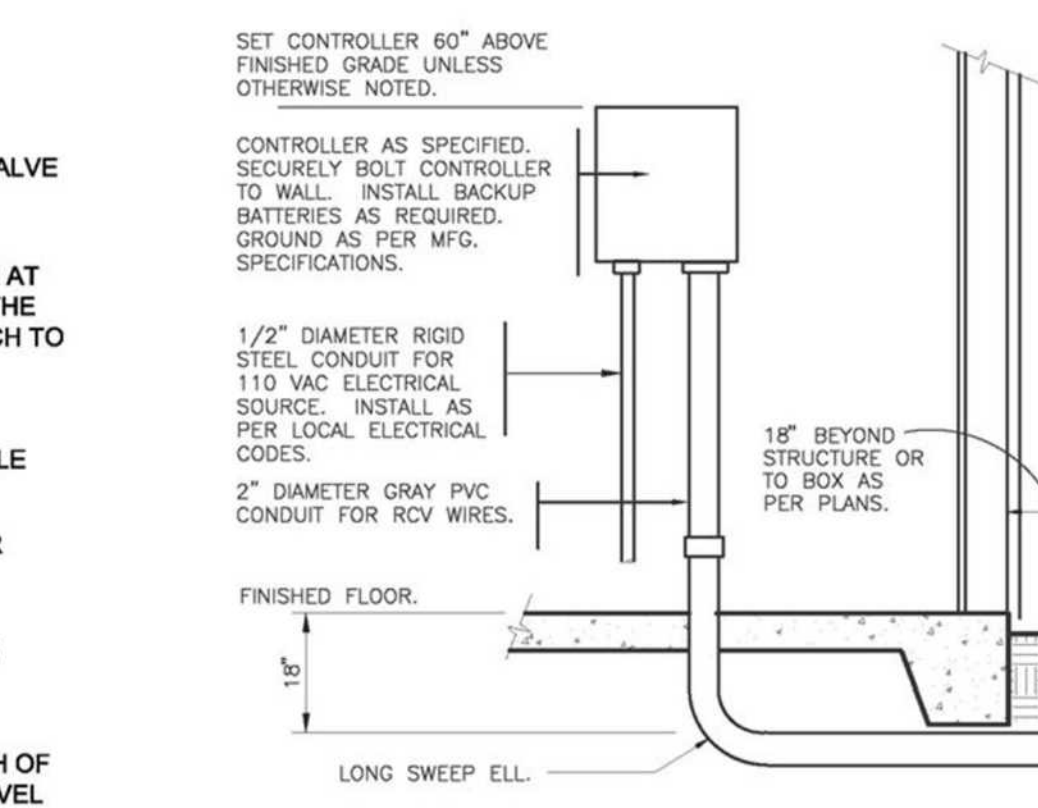 ALVE
AT
THE
CH TO
LE
R
H OF
VEL
SET CONTROLLER 60" ABOVE
FINISHED GRADE UNLESS
OTHERWISE NOTED.
CONTROLLER AS SPECIFIED.
SECURELY BOLT CONTROLLER
TO WALL. INSTALL BACKUP
BATTERIES AS REQUIRED.
GROUND AS PER MFG.
SPECIFICATIONS.
1/2" DIAMETER RIGID
STEEL CONDUIT FOR
110 VAC ELECTRICAL
SOURCE. INSTALL AS
PER LOCAL ELECTRICAL
CODES.
2" DIAMETER GRAY PVC
CONDUIT FOR RCV WIRES.
18" BEYOND
STRUCTURE OR
TO BOX AS
PER PLANS.
FINISHED FLOOR.
18"
LONG SWEEP ELL.